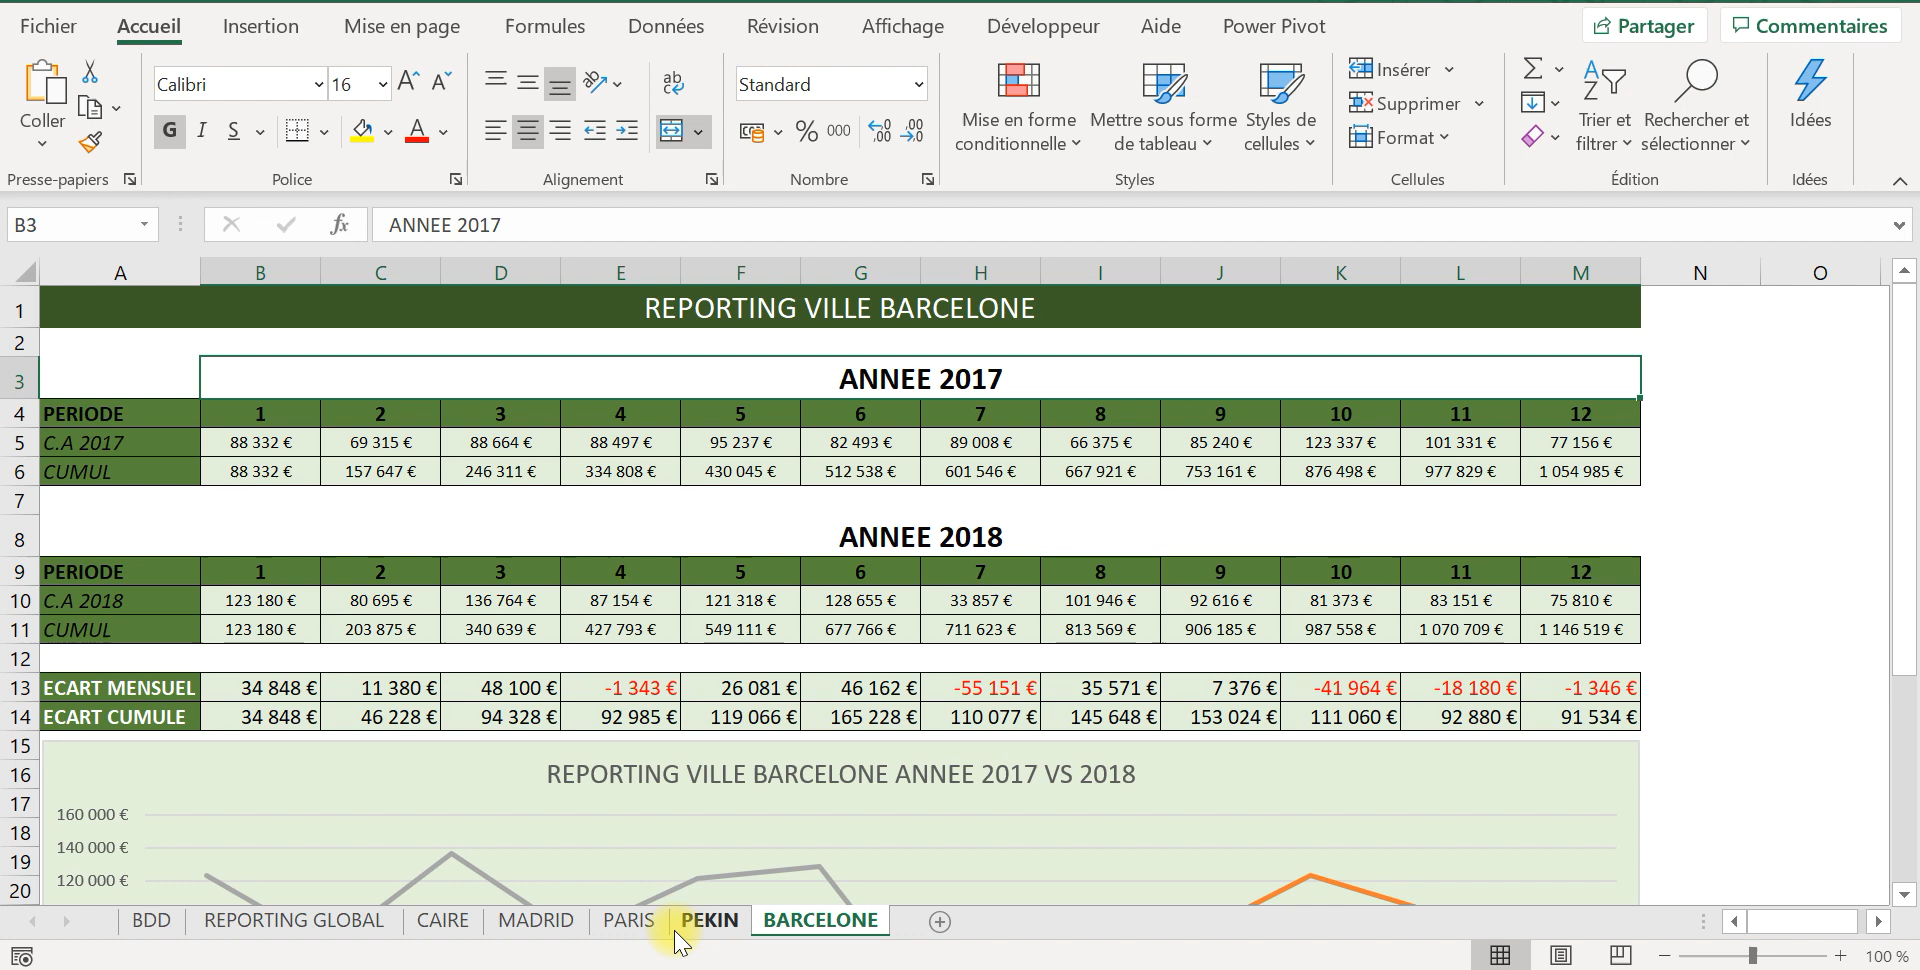 Fichier Accueil Insertion Mise en page Formules Données Révision Affichage Développeur Aide Power Pivot Partager Commentaires
Coller
Presse-papiers
Calibri 16
G I S
Police
ab
Alignement
Standard
% 000 ,00 ,00
Nombre
Mise en forme conditionnelle
Mettre sous forme de tableau
Styles de cellules
Styles
Insérer
Supprimer
Format
Cellules
Trier et filtrer
Rechercher et sélectionner
Édition
Idées
Idées
B3 fx ANNEE 2017
A B C D E F G H I J K L M N O
1 REPORTING VILLE BARCELONE
2
3 ANNEE 2017
4 PERIODE 1 2 3 4 5 6 7 8 9 10 11 12
5 C.A 2017 88 332 € 69 315 € 88 664 € 88 497 € 95 237 € 82 493 € 89 008 € 66 375 € 85 240 € 123 337 € 101 331 € 77 156 €
6 CUMUL 88 332 € 157 647 € 246 311 € 334 808 € 430 045 € 512 538 € 601 546 € 667 921 € 753 161 € 876 498 € 977 829 € 1 054 985 €
7
8 ANNEE 2018
9 PERIODE 1 2 3 4 5 6 7 8 9 10 11 12
10 C.A 2018 123 180 € 80 695 € 136 764 € 87 154 € 121 318 € 128 655 € 33 857 € 101 946 € 92 616 € 81 373 € 83 151 € 75 810 €
11 CUMUL 123 180 € 203 875 € 340 639 € 427 793 € 549 111 € 677 766 € 711 623 € 813 569 € 906 185 € 987 558 € 1 070 709 € 1 146 519 €
12
13 ECART MENSUEL 34 848 € 11 380 € 48 100 € -1 343 € 26 081 € 46 162 € -55 151 € 35 571 € 7 376 € -41 964 € -18 180 € -1 346 €
14 ECART CUMULE 34 848 € 46 228 € 94 328 € 92 985 € 119 066 € 165 228 € 110 077 € 145 648 € 153 024 € 111 060 € 92 880 € 91 534 €
15
16 REPORTING VILLE BARCELONE ANNEE 2017 VS 2018
17 160 000 €
18
19 140 000 €
20 120 000 €
BDD REPORTING GLOBAL CAIRE MADRID PARIS PEKIN BARCELONE
100 %